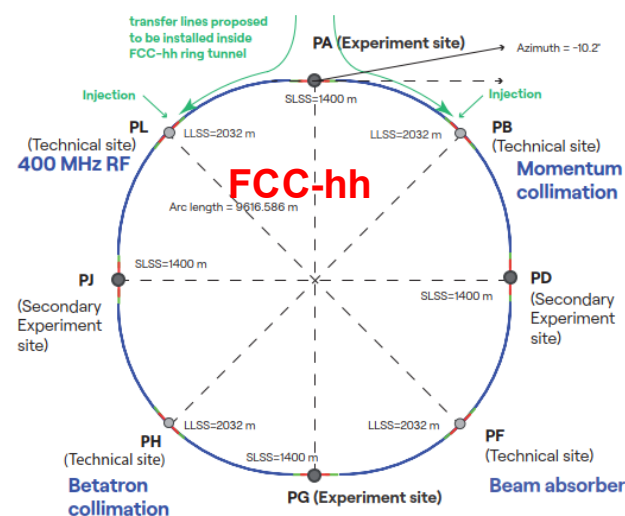 transfer lines proposed
to be installed inside
FCC-hh ring tunnel
PA (Experiment site)
Azimuth = -10.2°
Injection
SLSS=1400 m
Injection
PL
LLSS=2032 m
LLSS=2032 m
PB
(Technical site)
(Technical site)
400 MHz RF
FCC-hh
Momentum
collimation
Arc length = 9616.586 m
PJ
SLSS=1400 m
PD
(Secondary
Experiment
site)
SLSS=1400 m
(Secondary
Experiment
site)
PH
LLSS=2032 m
LLSS=2032 m
PF
(Technical site)
SLSS=1400 m
(Technical site)
Betatron
collimation
PG (Experiment site)
Beam absorber